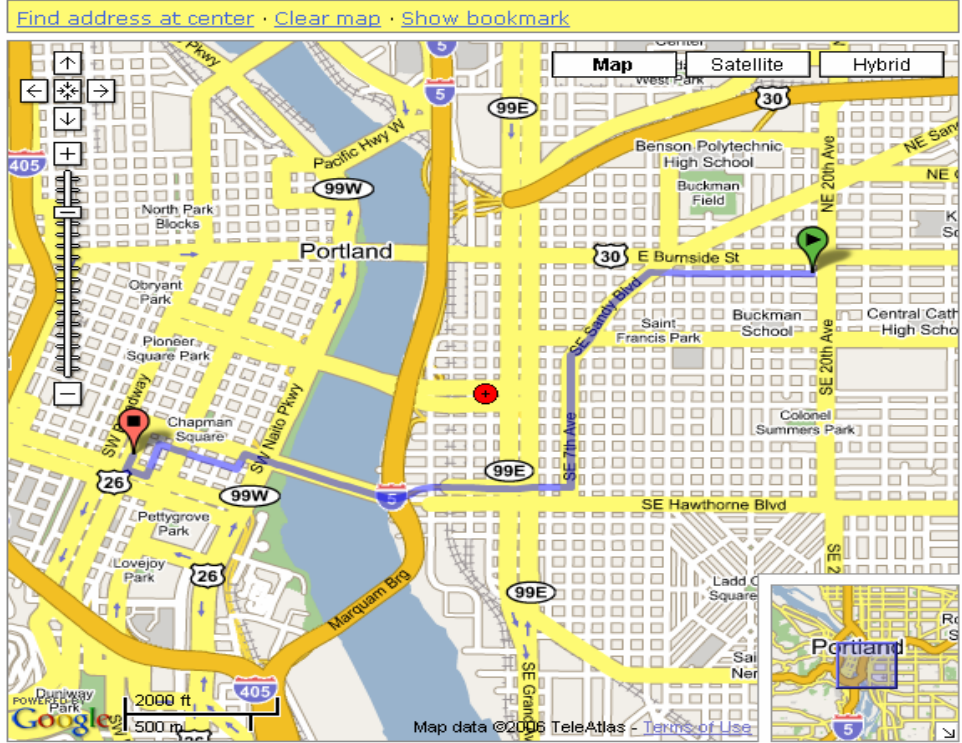 Find address at center · Clear map · Show bookmark
Map
Satellite
Hybrid
Center
West Park
Pkwy
5
5
99E
30
405
Pacific Hwy W
99W
Benson Polytechnic
High School
Buckman
Field
NE 20th Ave
NE San
NE
North Park
Blocks
Portland
30
E Burnside St
Obryant
Park
Pioneer
Square Park
SE Sandy Blvd
Saint
Francis Park
Buckman
School
Central Cath
High Scho
SE 20th Ave
Chapman
Square
SW Naito Pkwy
26
99W
5
99E
SE 7th Ave
Colonel
Summers Park
SE Hawthorne Blvd
Pettygrove
Park
Lovejoy
Park
26
Marquam Brg
99E
SE Grand
Ladd
Square
SE 2
Portland
5
405
Duniway
Park
POWERED BY
Google
2000 ft
500 m
Map data ©2006 TeleAtlas - Terms of Use